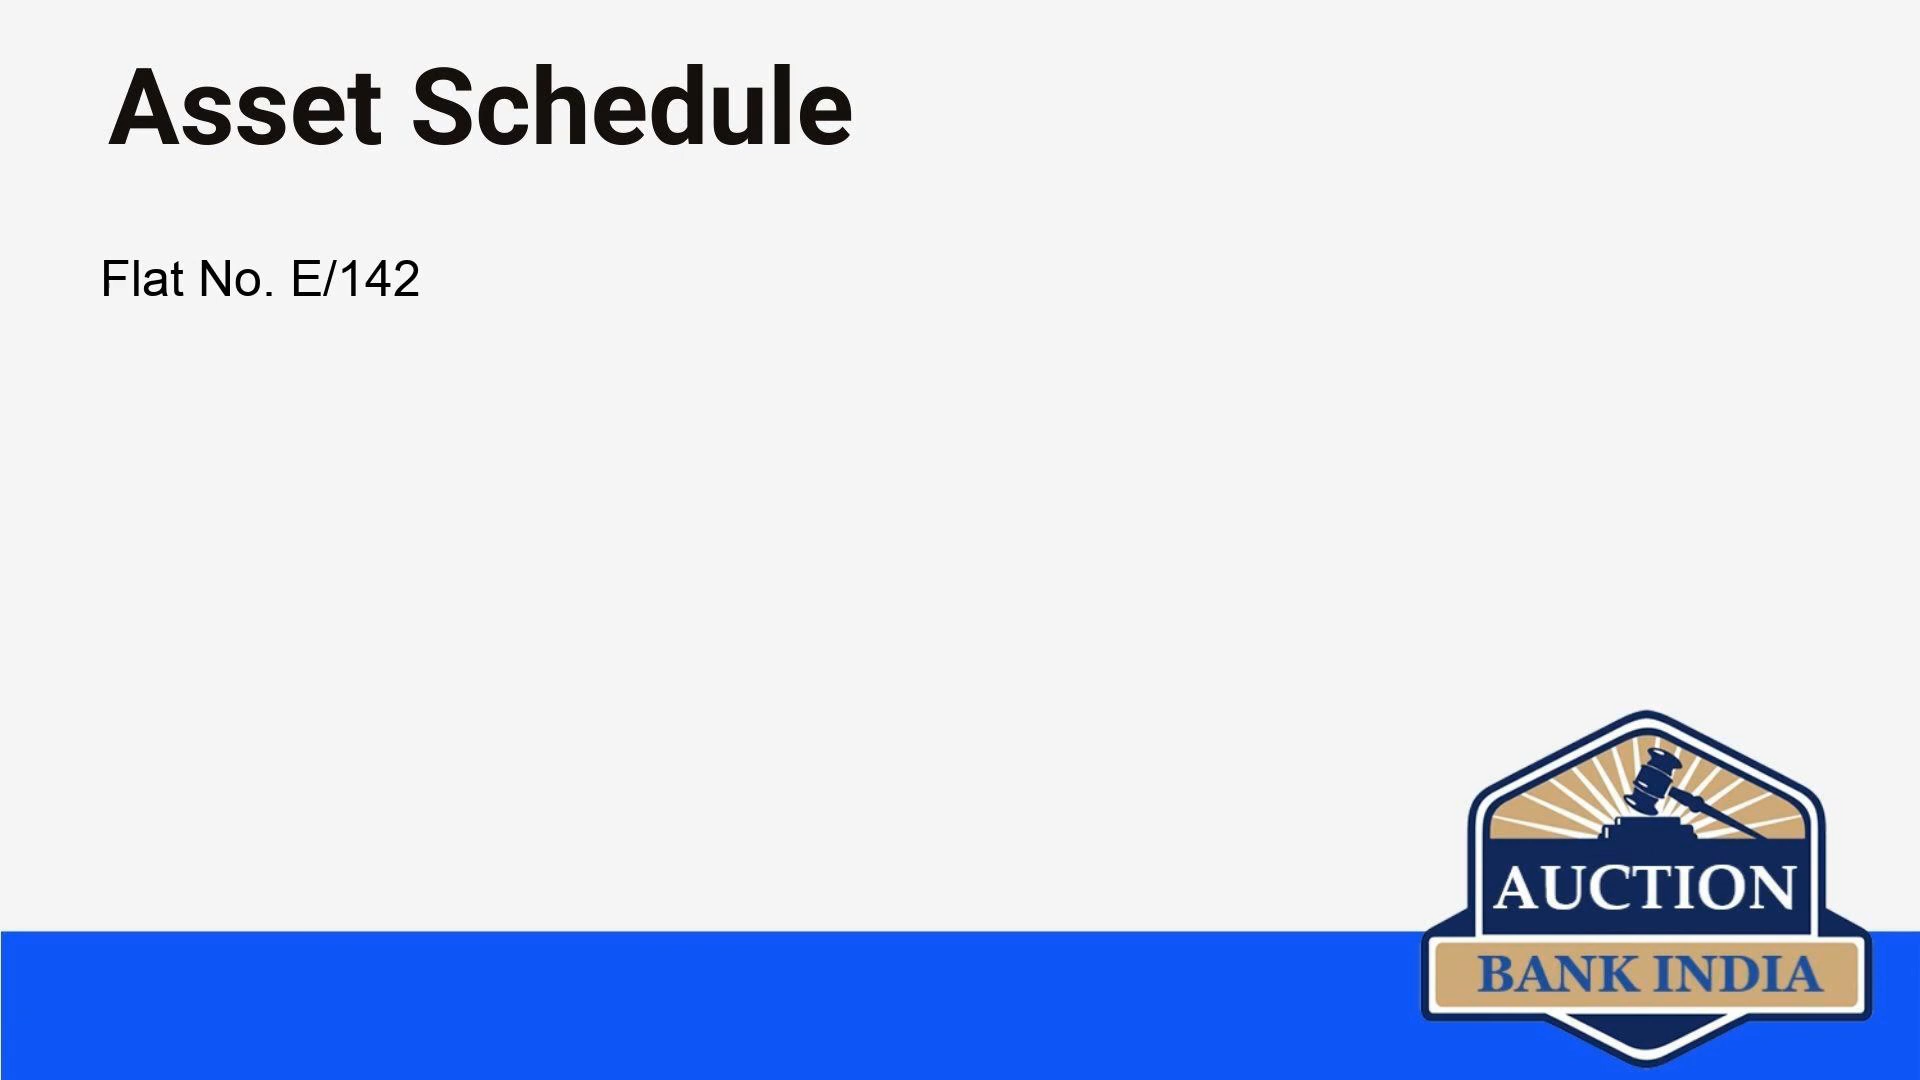 Asset Schedule
Flat No. E/142
AUCTION
BANK INDIA